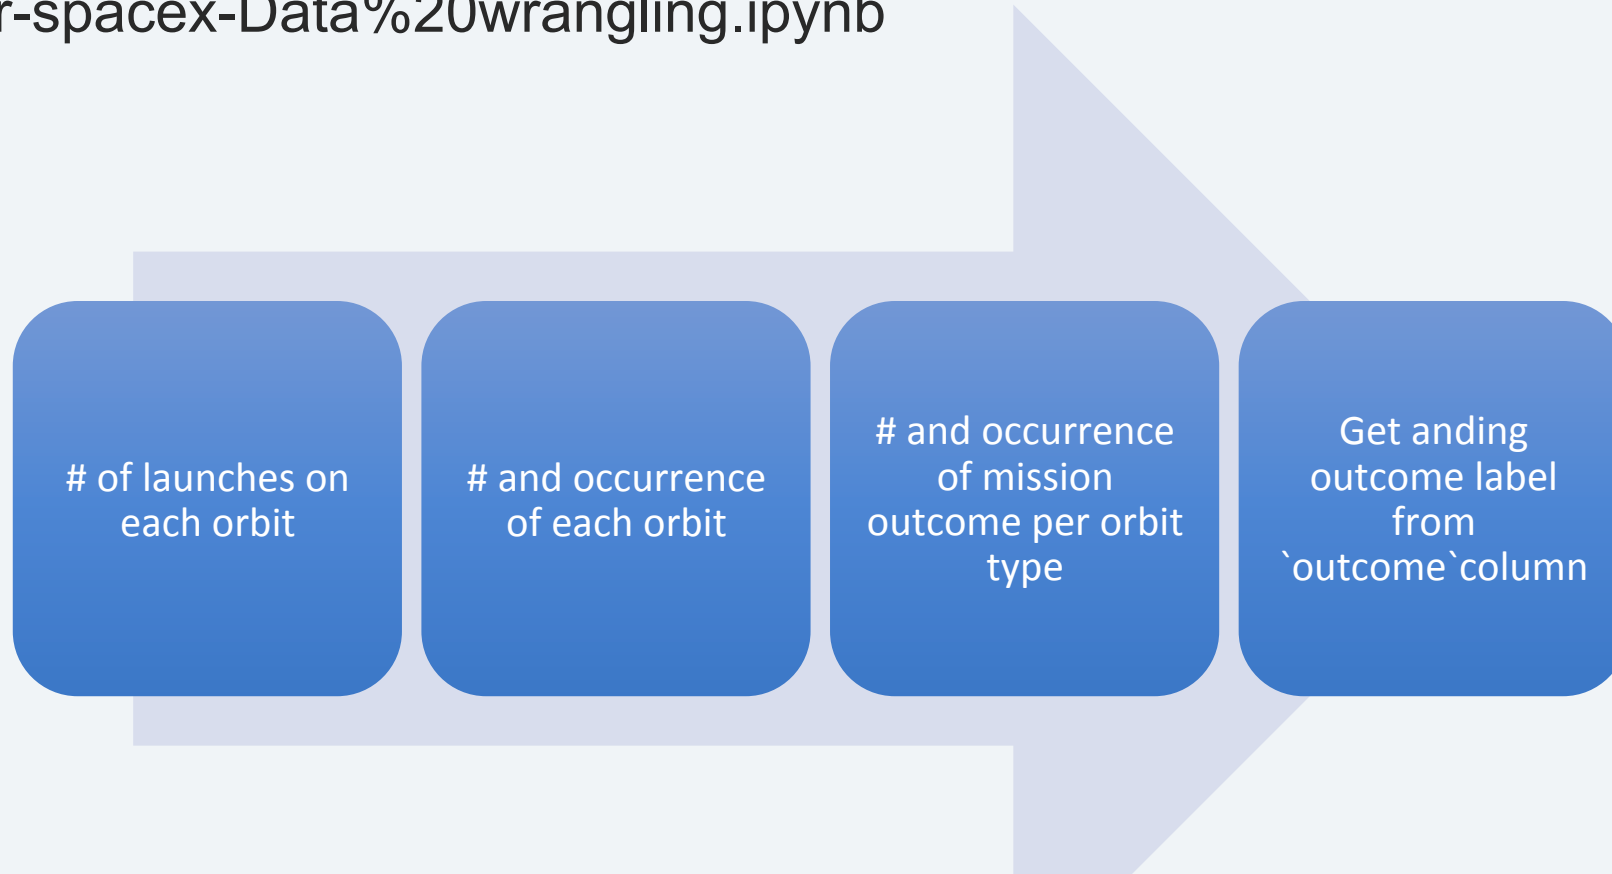 r-spacex-Data%20wrangling.ipynb
# of launches on
each orbit
# and occurrence
of each orbit
# and occurrence
of mission
outcome per orbit
type
Get anding
outcome label
from
`outcome`column